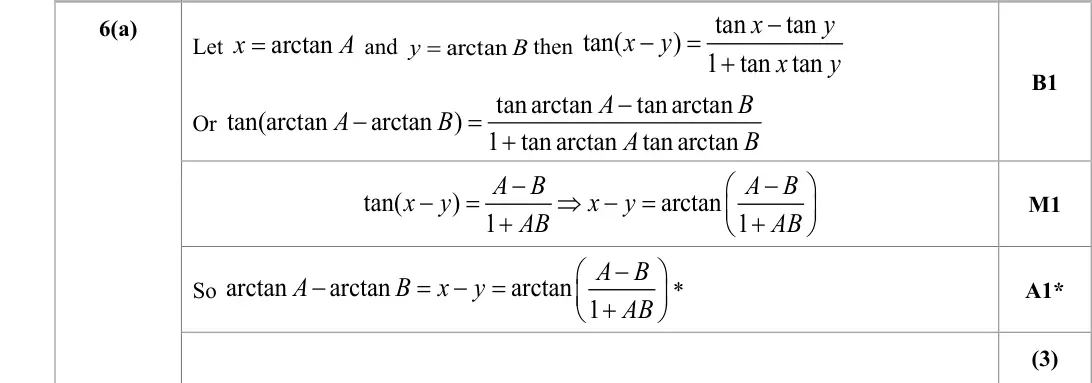 6(a)
Let x = arctan A and y = arctan B then tan(x − y) = (tan x − tan y)/(1 + tan x tan y)
Or tan(arctan A − arctan B) = (tan arctan A − tan arctan B)/(1 + tan arctan A tan arctan B)
B1
tan(x − y) = (A − B)/(1 + AB) ⇒ x − y = arctan((A − B)/(1 + AB))
M1
So arctan A − arctan B = x − y = arctan((A − B)/(1 + AB)) *
A1*
(3)